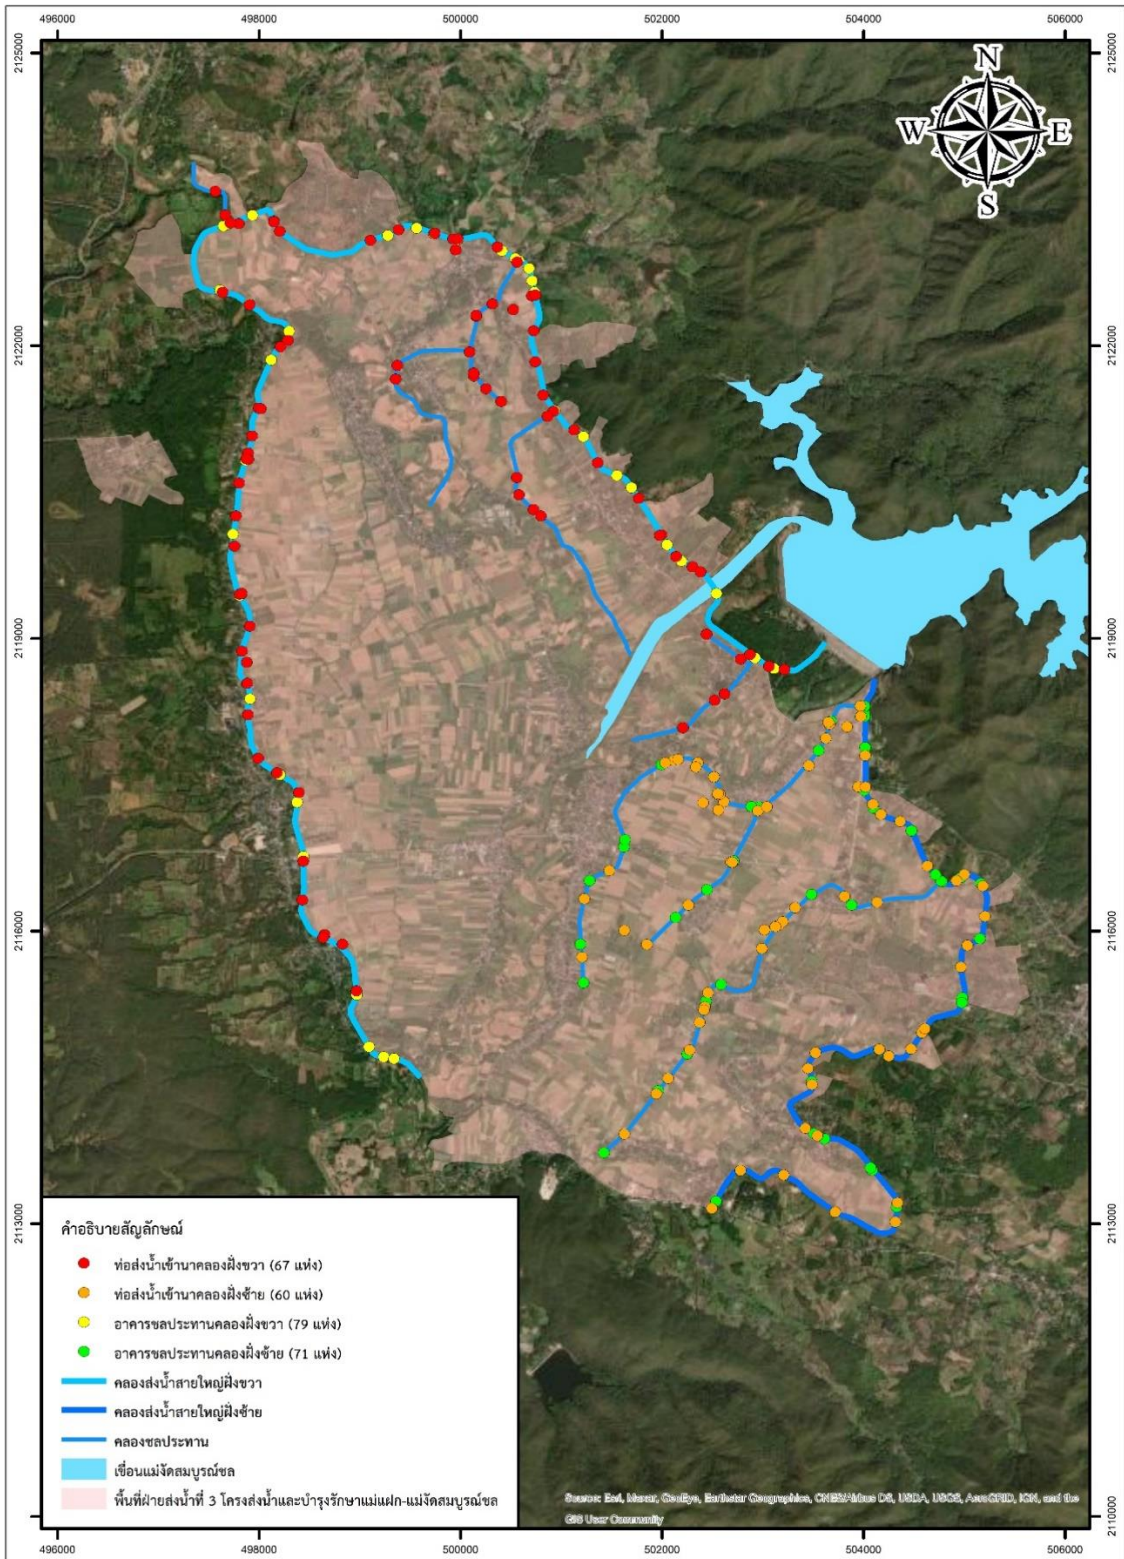 496000 498000 500000 502000 504000 506000
2125000 2125000
N
W E
S
2122000 2122000
2119000 2119000
2116000 2116000
2113000 2113000
คำอธิบายสัญลักษณ์
ท่อส่งน้ำเข้านาคลองฝั่งขวา (67 แห่ง)
ท่อส่งน้ำเข้านาคลองฝั่งซ้าย (60 แห่ง)
อาคารชลประทานคลองฝั่งขวา (79 แห่ง)
อาคารชลประทานคลองฝั่งซ้าย (71 แห่ง)
คลองส่งน้ำสายใหญ่ฝั่งขวา
คลองส่งน้ำสายใหญ่ฝั่งซ้าย
คลองชลประทาน
เขื่อนแม่งัดสมบูรณ์ชล
พื้นที่ฝ่ายส่งน้ำที่ 3 โครงส่งน้ำและบำรุงรักษาแม่แฝก-แม่งัดสมบูรณ์ชล
Source: Esri, Maxar, GeoEye, Earthstar Geographics, CNES/Airbus DS, USDA, USGS, AeroGRID, IGN, and the
GIS User Community
2110000
496000 498000 500000 502000 504000 506000